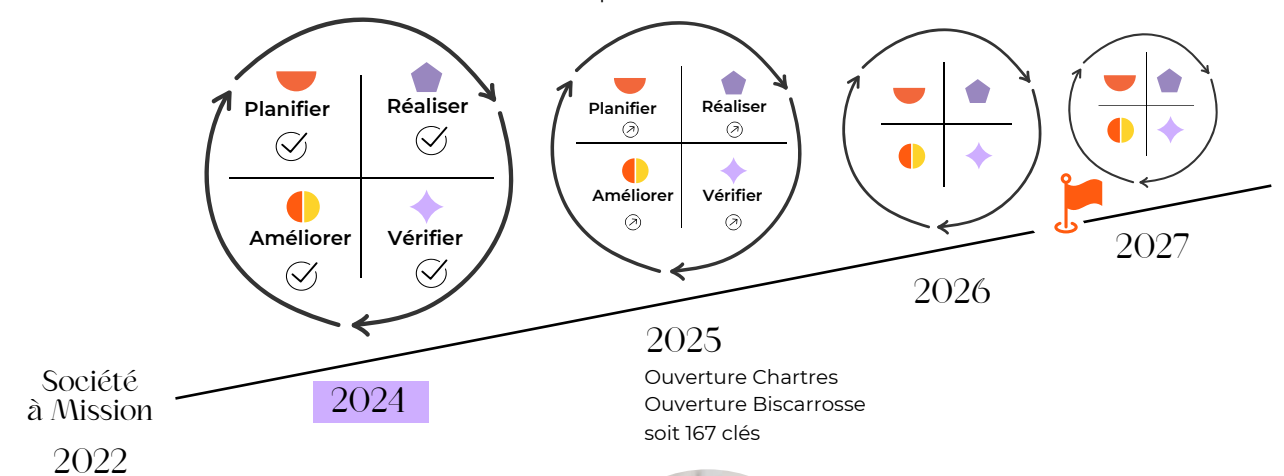 Planifier
Réaliser
Améliorer
Vérifier
Planifier
Réaliser
Améliorer
Vérifier
Société
à Mission
2022
2024
2025
Ouverture Chartres
Ouverture Biscarrosse
soit 167 clés
2026
2027